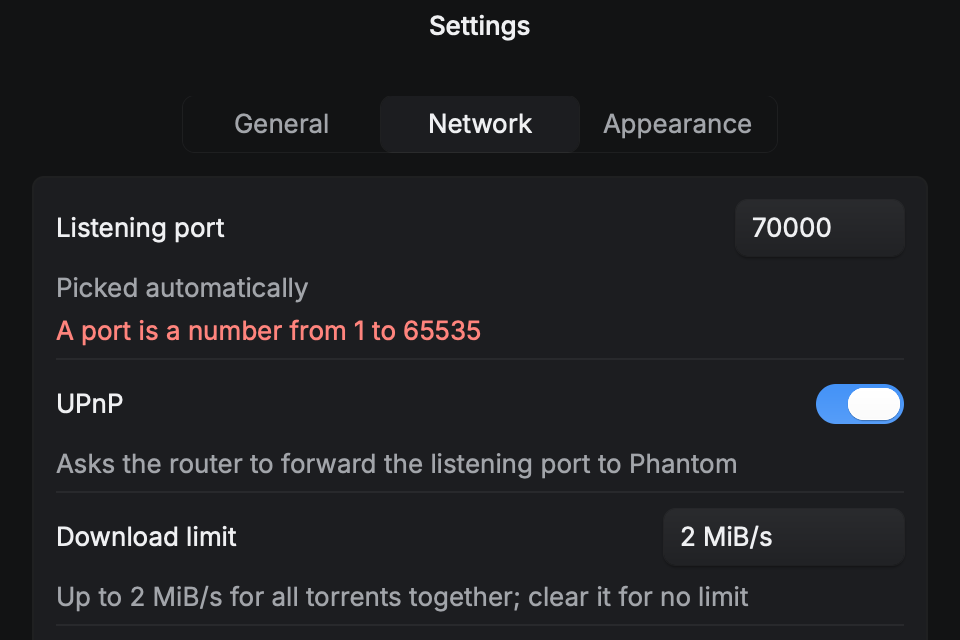 Settings
General
Network
Appearance
Listening port
70000
Picked automatically
A port is a number from 1 to 65535
UPnP
Asks the router to forward the listening port to Phantom
Download limit
2 MiB/s
Up to 2 MiB/s for all torrents together; clear it for no limit